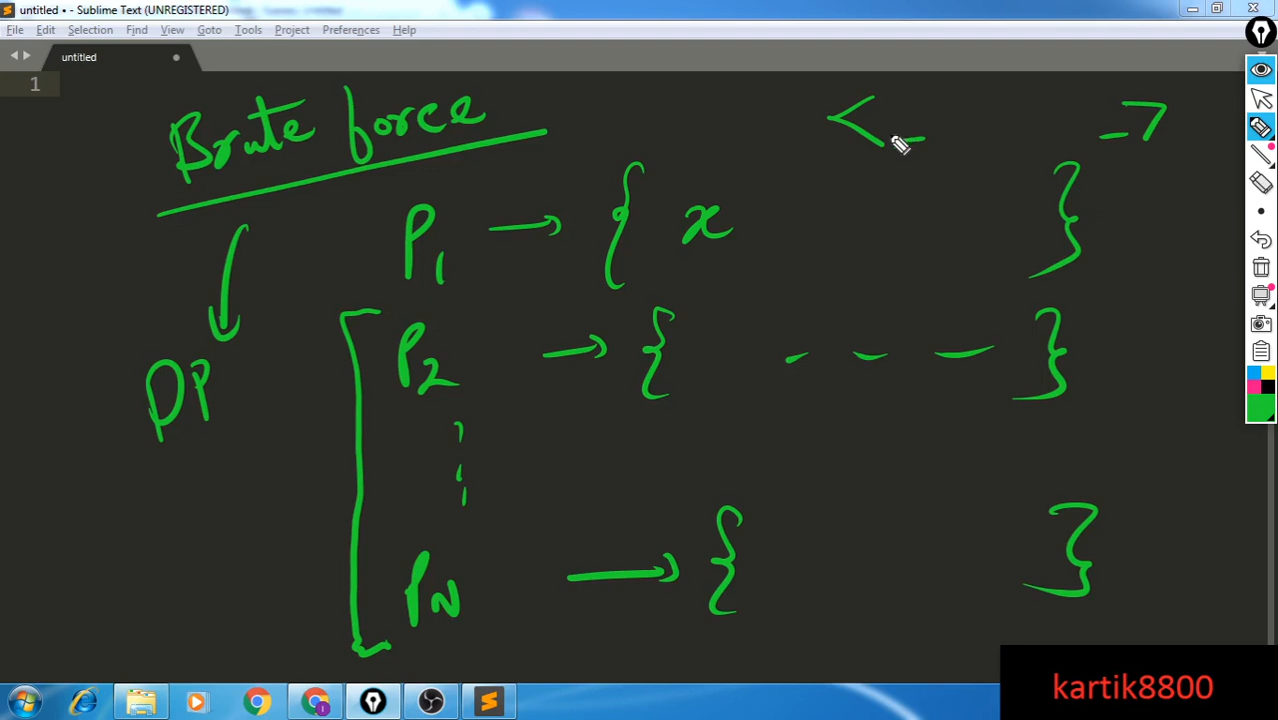 untitled • - Sublime Text (UNREGISTERED)
File Edit Selection Find View Goto Tools Project Preferences Help
untitled
1
Brute force
P1 → { x }
P2 → { - - - }
PN → { }
DP
kartik8800